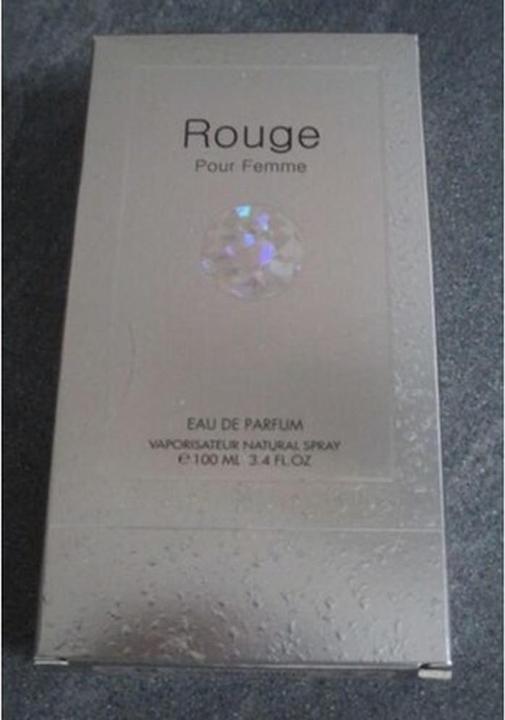 Rouge
Pour Femme
EAU DE PARFUM
VAPORISATEUR NATURAL SPRAY
℮100 ML 3.4 FL.OZ